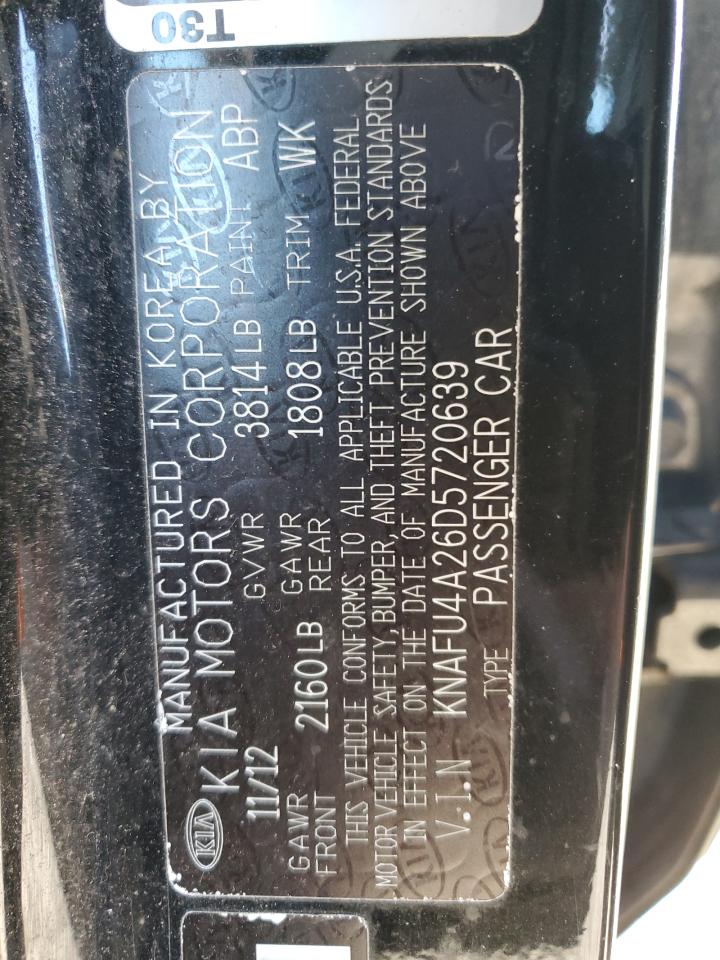 T30
MANUFACTURED IN KOREA BY
KIA KIA MOTORS CORPORATION
11/12 GVWR 3814LB PAINT ABP
GAWR FRONT 2160LB GAWR REAR 1808LB TRIM WK
THIS VEHICLE CONFORMS TO ALL APPLICABLE U.S.A. FEDERAL
MOTOR VEHICLE SAFETY, BUMPER, AND THEFT PREVENTION STANDARDS
IN EFFECT ON THE DATE OF MANUFACTURE SHOWN ABOVE
V.I.N KNAFU4A26D5720639
TYPE PASSENGER CAR